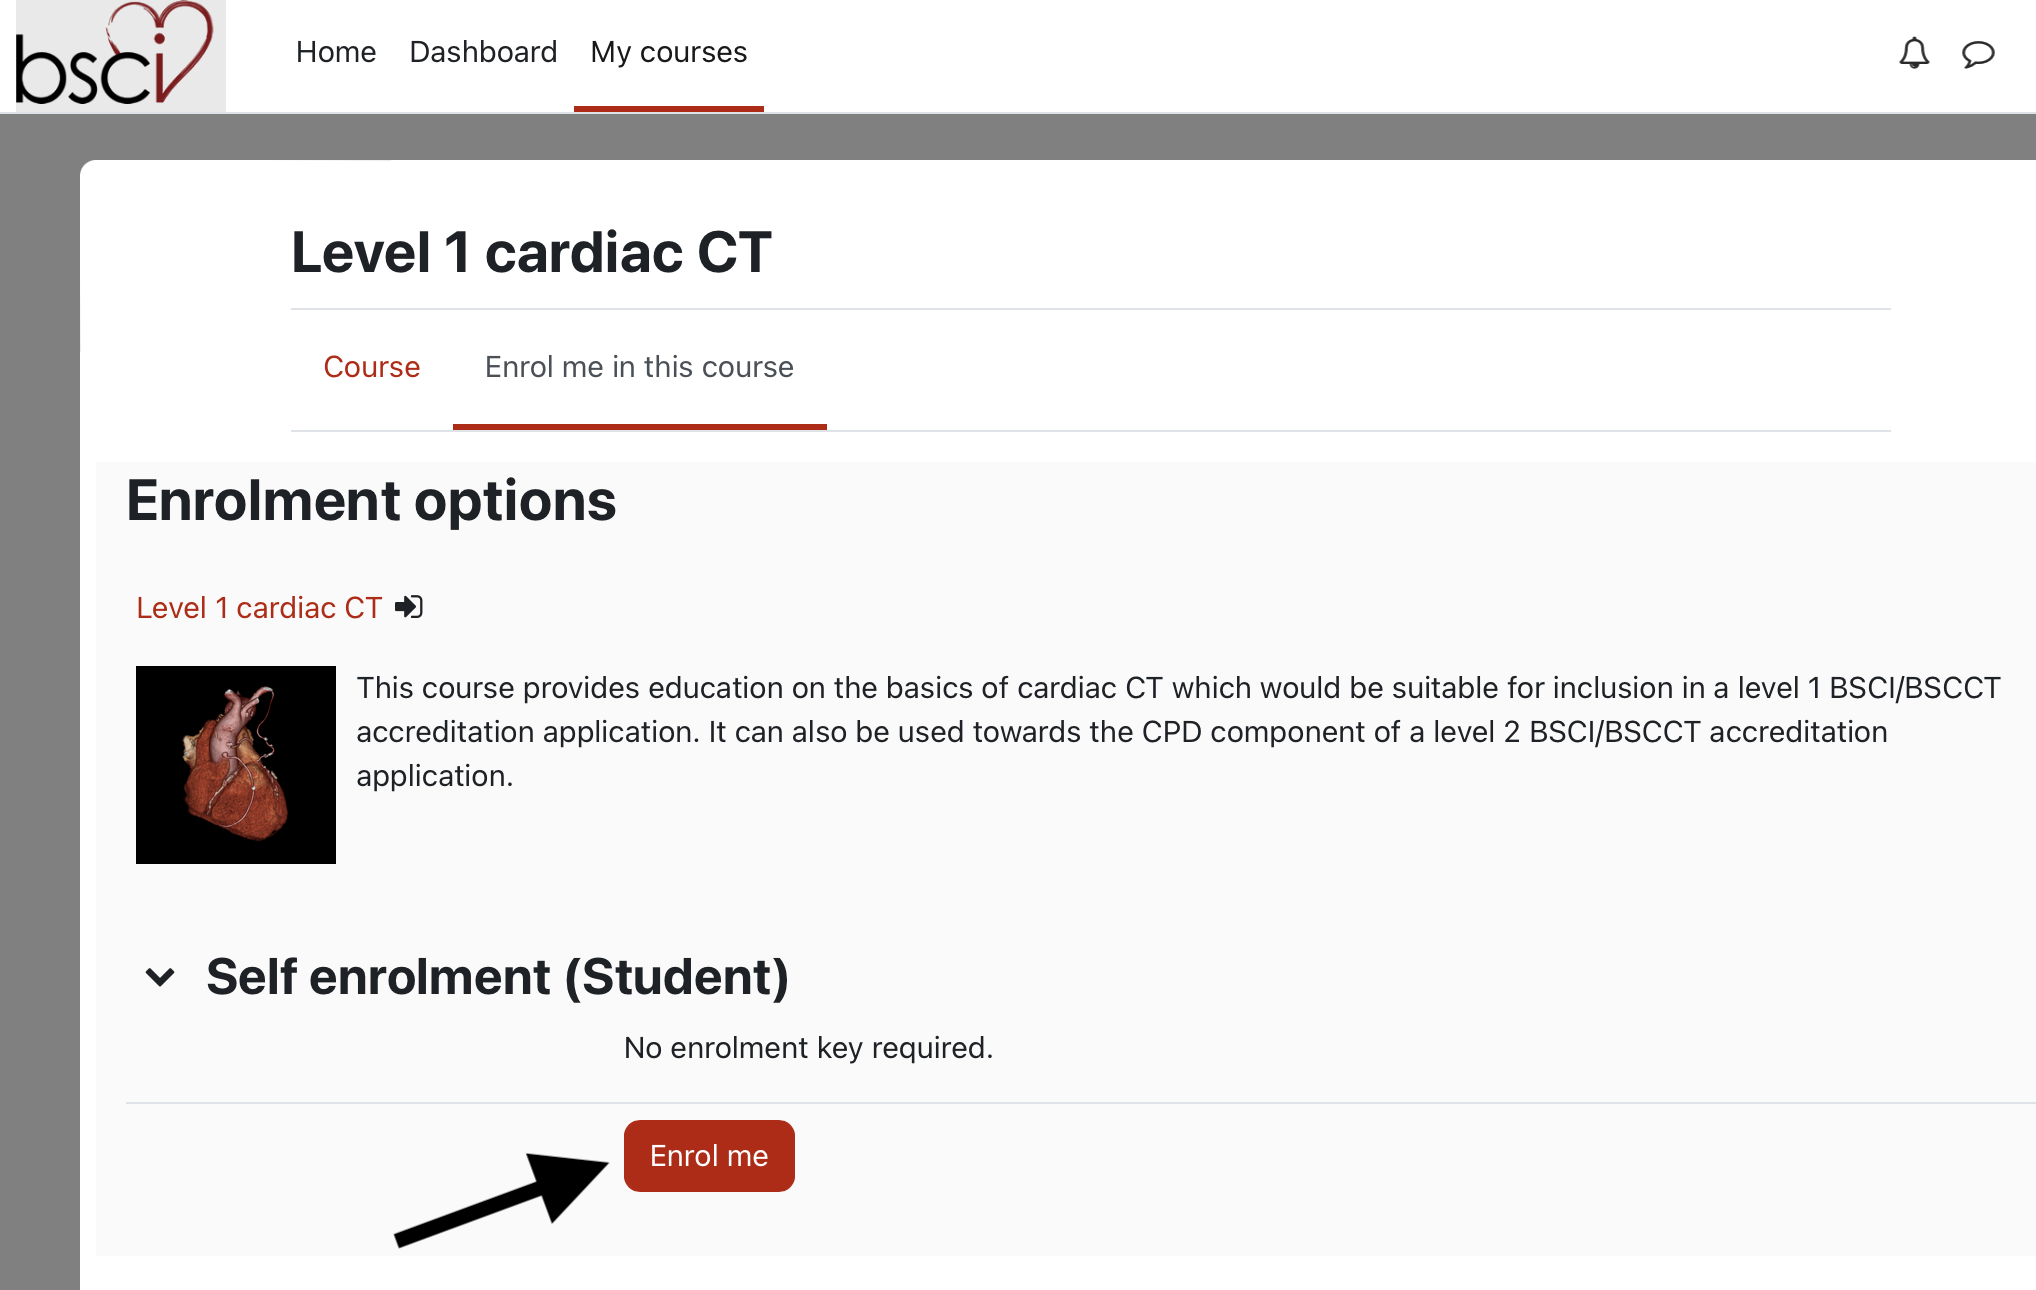 bsci
Home Dashboard My courses
Level 1 cardiac CT
Course Enrol me in this course
Enrolment options
Level 1 cardiac CT
This course provides education on the basics of cardiac CT which would be suitable for inclusion in a level 1 BSCI/BSCCT
accreditation application. It can also be used towards the CPD component of a level 2 BSCI/BSCCT accreditation
application.
Self enrolment (Student)
No enrolment key required.
Enrol me